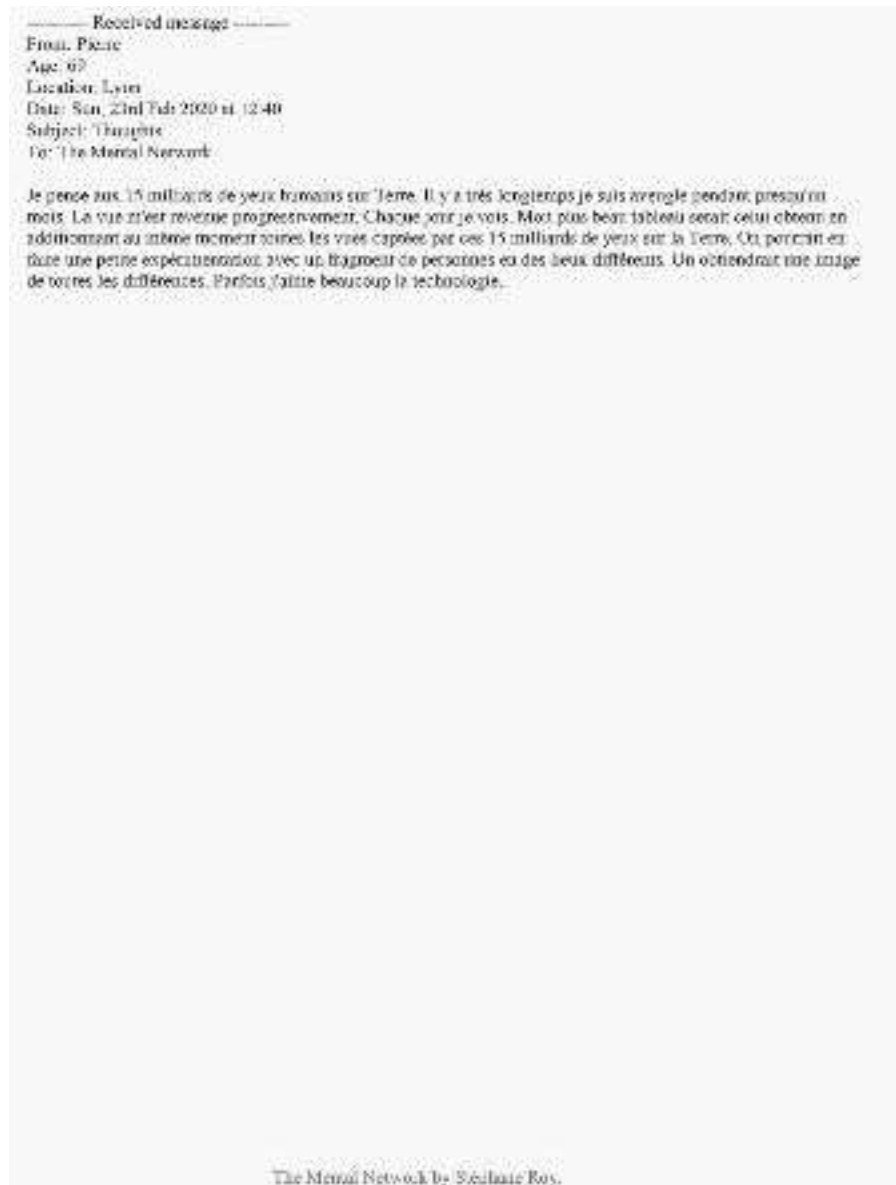 ---------- Received message ----------
From: Pierre
Age: 69
Location: Lyon
Date: Sun, 23rd Feb 2020 at 12:40
Subject: Thoughts
To: The Mental Network
Je pense aux 15 milliards de yeux humains sur Terre. Il y a très longtemps je suis aveugle pendant presqu'un
mois. La vue m'est revenue progressivement. Chaque jour je vois. Mon plus beau tableau serait celui obtenu en
additionnant au même moment toutes les vues captées par ces 15 milliards de yeux sur la Terre. On pourrait en
faire une petite expérimentation avec un fragment de personnes en des lieux différents. On obtiendrait une image
de toutes les différences. Parfois j'aime beaucoup la technologie.
The Mental Network by Stéphane Roy.